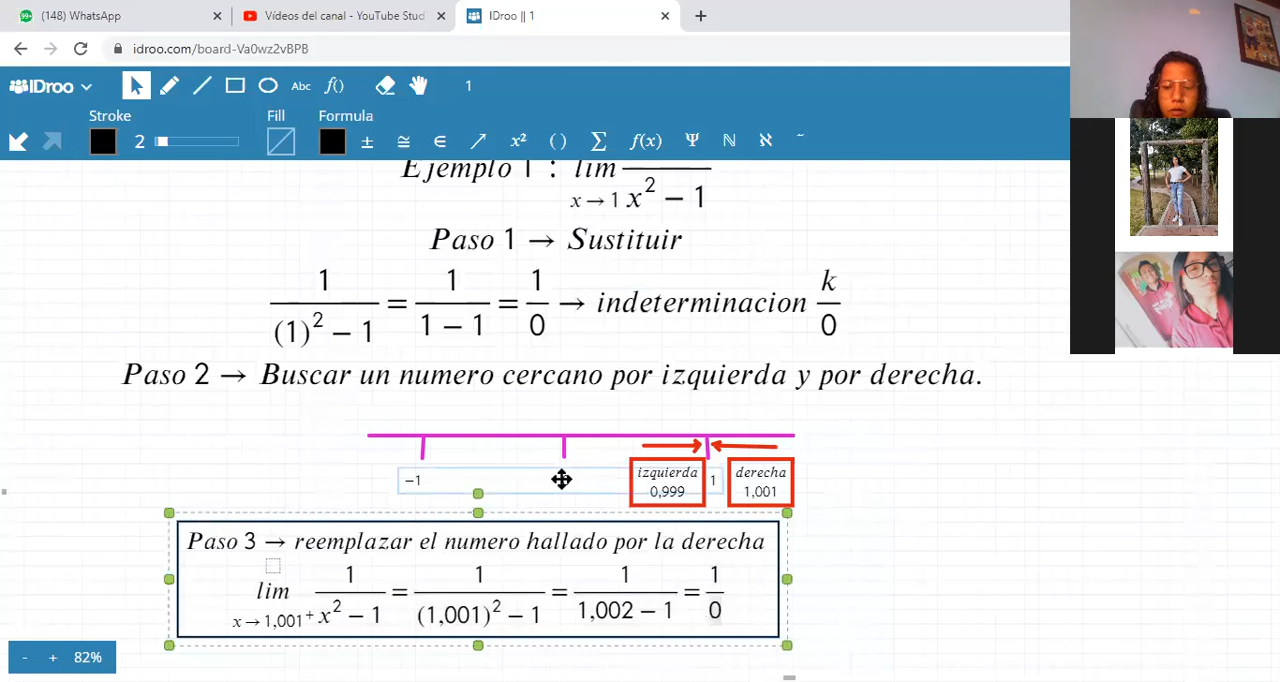 (148) WhatsApp
Vídeos del canal - YouTube Stud
IDroo || 1
idroo.com/board-Va0wz2vBPB
IDroo Abc f() 1
Stroke Fill Formula
2 ± ≅ ∈ x² ( ) ∑ f(x) Ψ ℕ ℵ ~
Ejemplo 1 : lim x → 1 x² − 1
Paso 1 → Sustituir
1/((1)² − 1) = 1/(1 − 1) = 1/0 → indeterminacion k/0
Paso 2 → Buscar un numero cercano por izquierda y por derecha.
−1 izquierda 0,999 1 derecha 1,001
Paso 3 → reemplazar el numero hallado por la derecha
lim x → 1,001⁺ 1/(x² − 1) = 1/((1,001)² − 1) = 1/(1,002 − 1) = 1/0
- + 82%